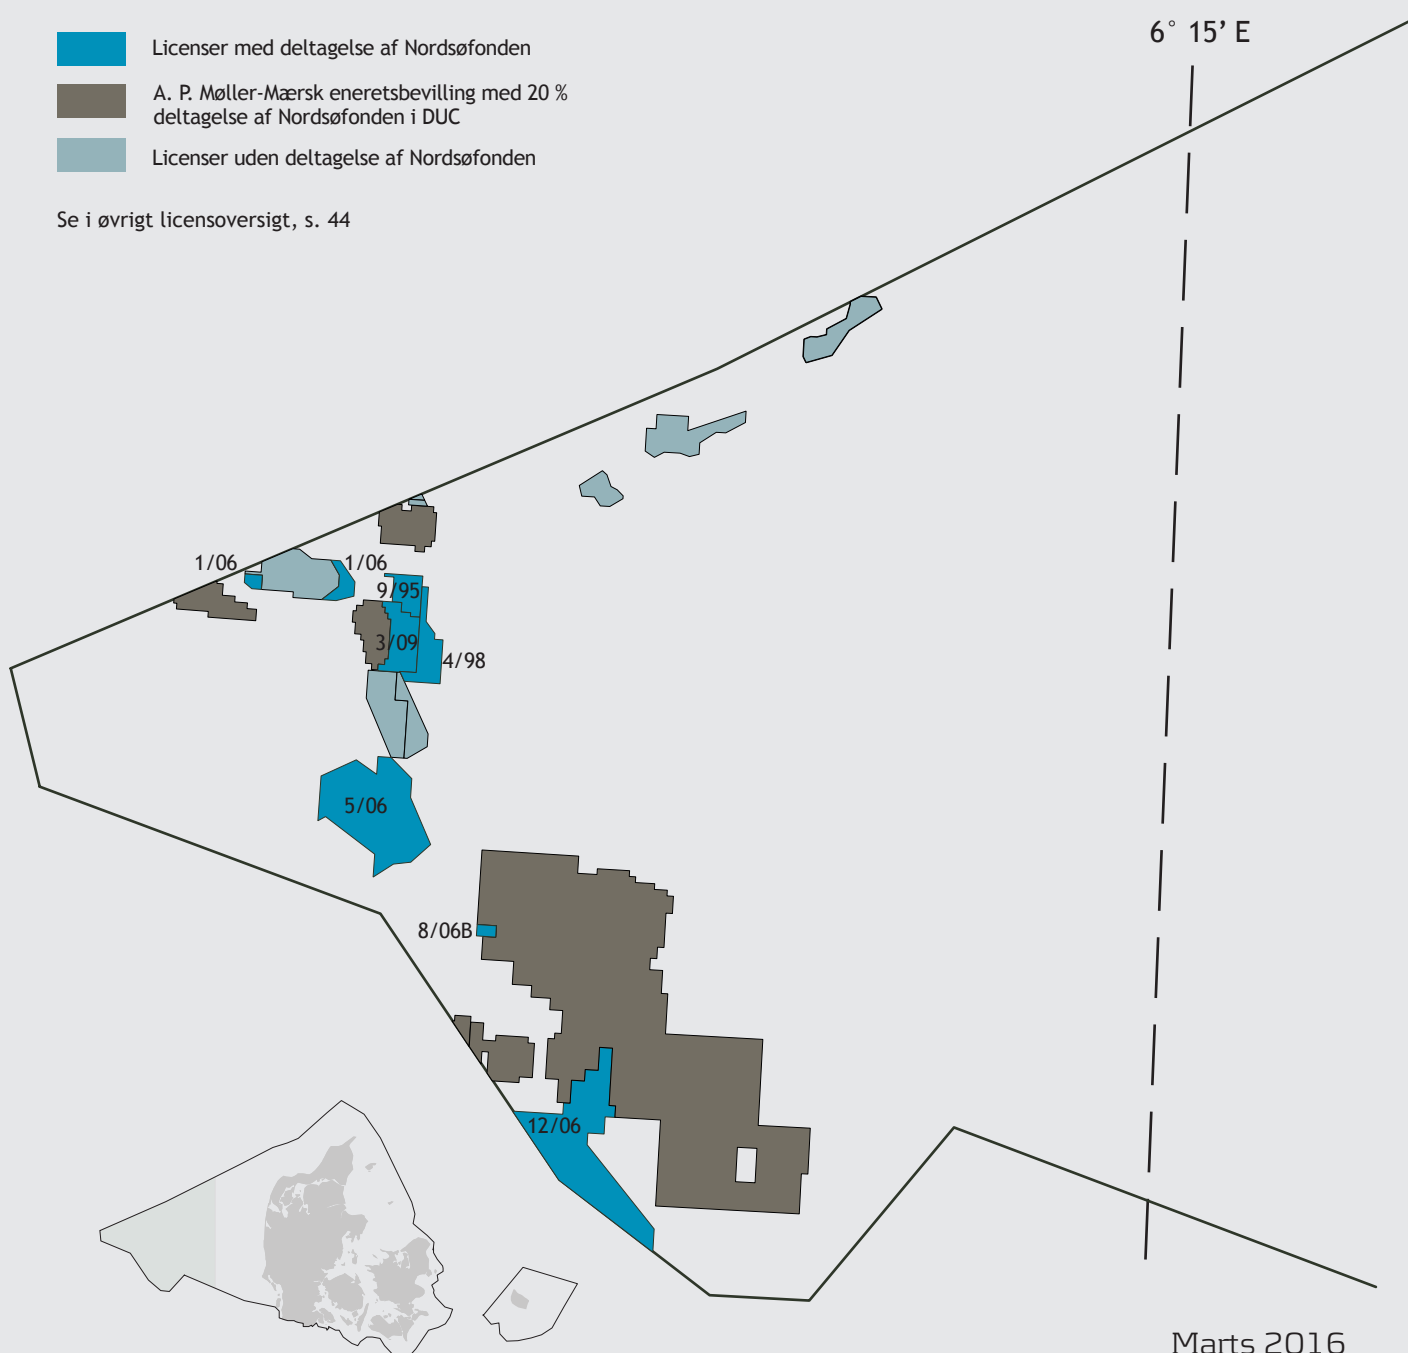 6° 15’ E
Licenser med deltagelse af Nordsøfonden
A. P. Møller-Mærsk eneretsbevilling med 20 %
deltagelse af Nordsøfonden i DUC
Licenser uden deltagelse af Nordsøfonden
Se i øvrigt licensoversigt, s. 44
1/06
1/06
9/95
3/09
4/98
5/06
8/06B
12/06
Marts 2016